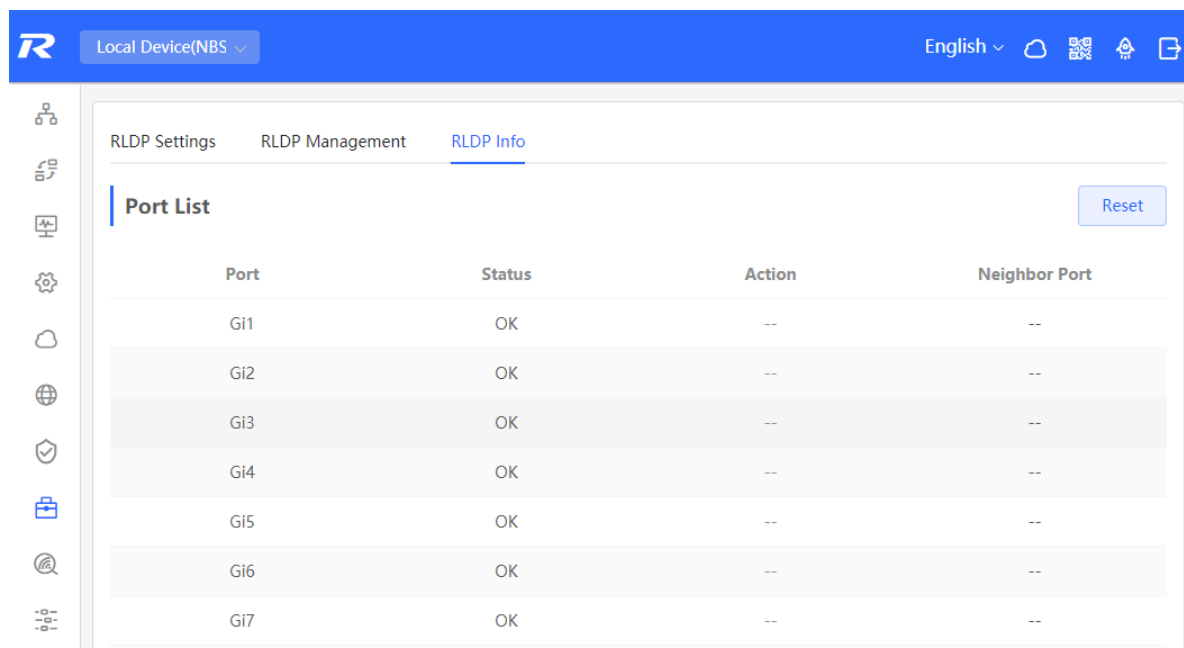 Local Device(NBS
English
RLDP Settings RLDP Management RLDP Info
Port List
Reset
Port Status Action Neighbor Port
Gi1 OK -- --
Gi2 OK -- --
Gi3 OK -- --
Gi4 OK -- --
Gi5 OK -- --
Gi6 OK -- --
Gi7 OK -- --